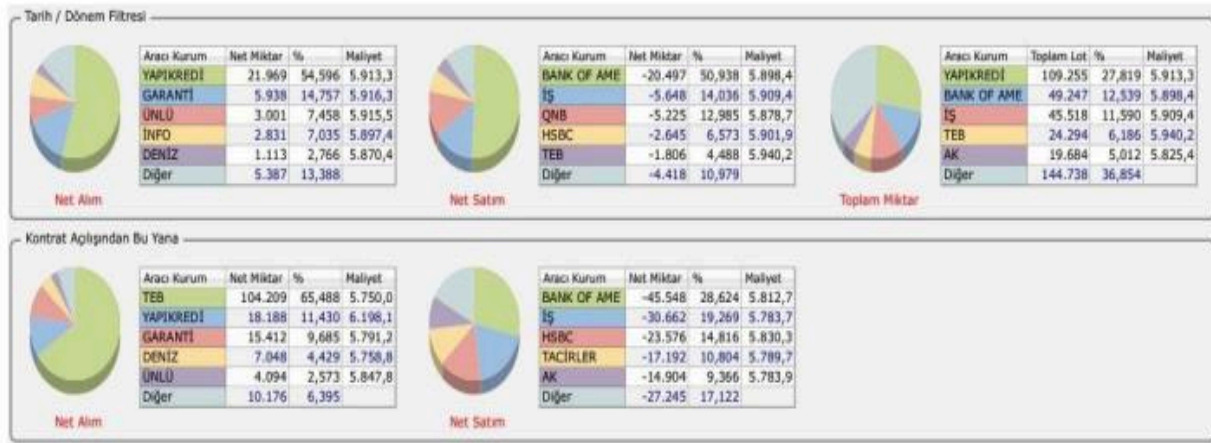 Tarih / Dönem Filtresi
Aracı Kurum Net Miktar % Maliyet
YAPIKREDİ 21.969 54,596 5.913,3
GARANTİ 5.938 14,757 5.916,3
ÜNLÜ 3.001 7,458 5.915,5
İNFO 2.831 7,035 5.897,4
DENİZ 1.113 2,766 5.870,4
Diğer 5.387 13,388
Net Alım
Aracı Kurum Net Miktar % Maliyet
BANK OF AME -20.497 50,938 5.898,4
İŞ -5.648 14,036 5.909,4
QNB -5.225 12,985 5.878,7
HSBC -2.645 6,573 5.901,9
TEB -1.806 4,488 5.940,2
Diğer -4.418 10,979
Net Satım
Aracı Kurum Toplam Lot % Maliyet
YAPIKREDİ 109.255 27,819 5.913,3
BANK OF AME 49.247 12,539 5.898,4
İŞ 45.518 11,590 5.909,4
TEB 24.294 6,186 5.940,2
AK 19.684 5,012 5.825,4
Diğer 144.738 36,854
Toplam Miktar
Kontrat Açılışından Bu Yana
Aracı Kurum Net Miktar % Maliyet
TEB 104.209 65,488 5.750,0
YAPIKREDİ 18.188 11,430 6.198,1
GARANTİ 15.412 9,685 5.791,2
DENİZ 7.048 4,429 5.758,8
ÜNLÜ 4.094 2,573 5.847,8
Diğer 10.176 6,395
Net Alım
Aracı Kurum Net Miktar % Maliyet
BANK OF AME -45.548 28,624 5.812,7
İŞ -30.662 19,269 5.783,7
HSBC -23.576 14,816 5.830,3
TACİRLER -17.192 10,804 5.789,7
AK -14.904 9,366 5.783,9
Diğer -27.245 17,122
Net Satım